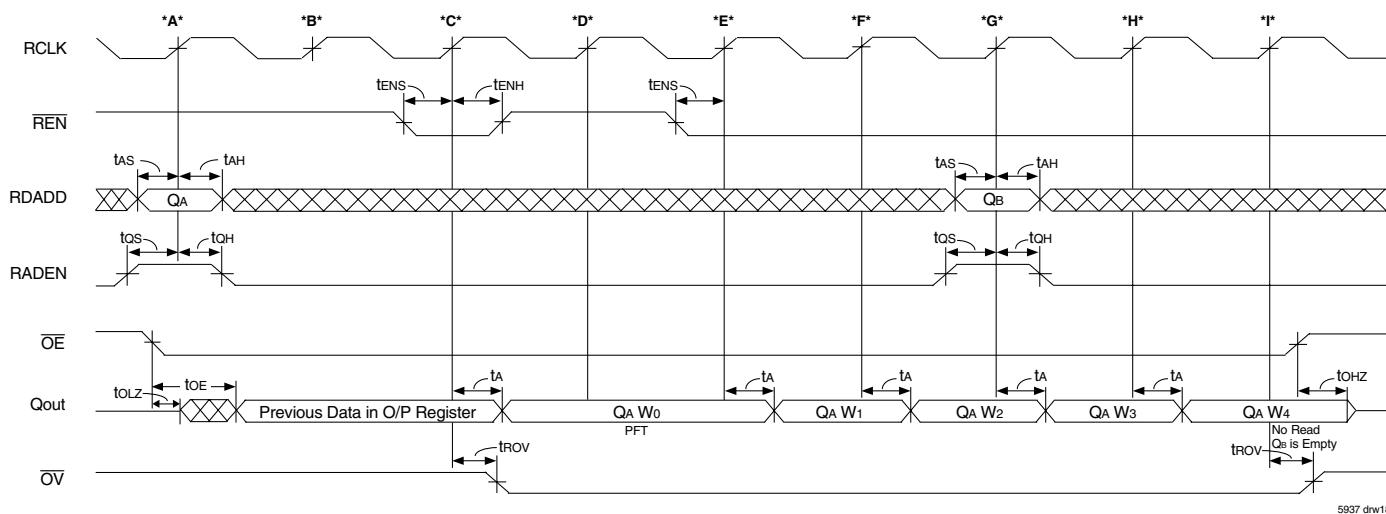 *A* *B* *C* *D* *E* *F* *G* *H* *I*
RCLK
tENS tENH tENS
REN
tAS tAH tAS tAH
RDADD QA QB
tQS tQH tQS tQH
RADEN
OE
tOLZ tOE tA tA tA tA tA tOHZ
Qout Previous Data in O/P Register QA W0 QA W1 QA W2 QA W3 QA W4
PFT No Read
QB is Empty
tROV tROV
OV
5937 drw18